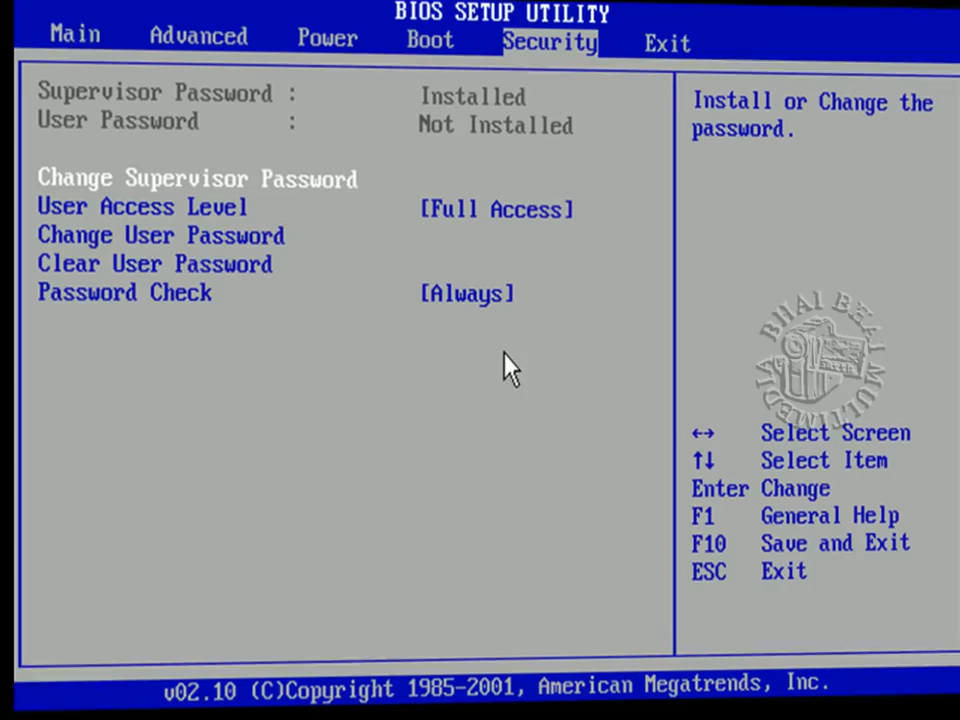 BIOS SETUP UTILITY
Main Advanced Power Boot Security Exit
Supervisor Password : Installed
User Password : Not Installed
Change Supervisor Password
User Access Level [Full Access]
Change User Password
Clear User Password
Password Check [Always]
Install or Change the
password.
BHAI BHAI MULTIMEDIA
↔ Select Screen
↑↓ Select Item
Enter Change
F1 General Help
F10 Save and Exit
ESC Exit
v02.10 (C)Copyright 1985-2001, American Megatrends, Inc.